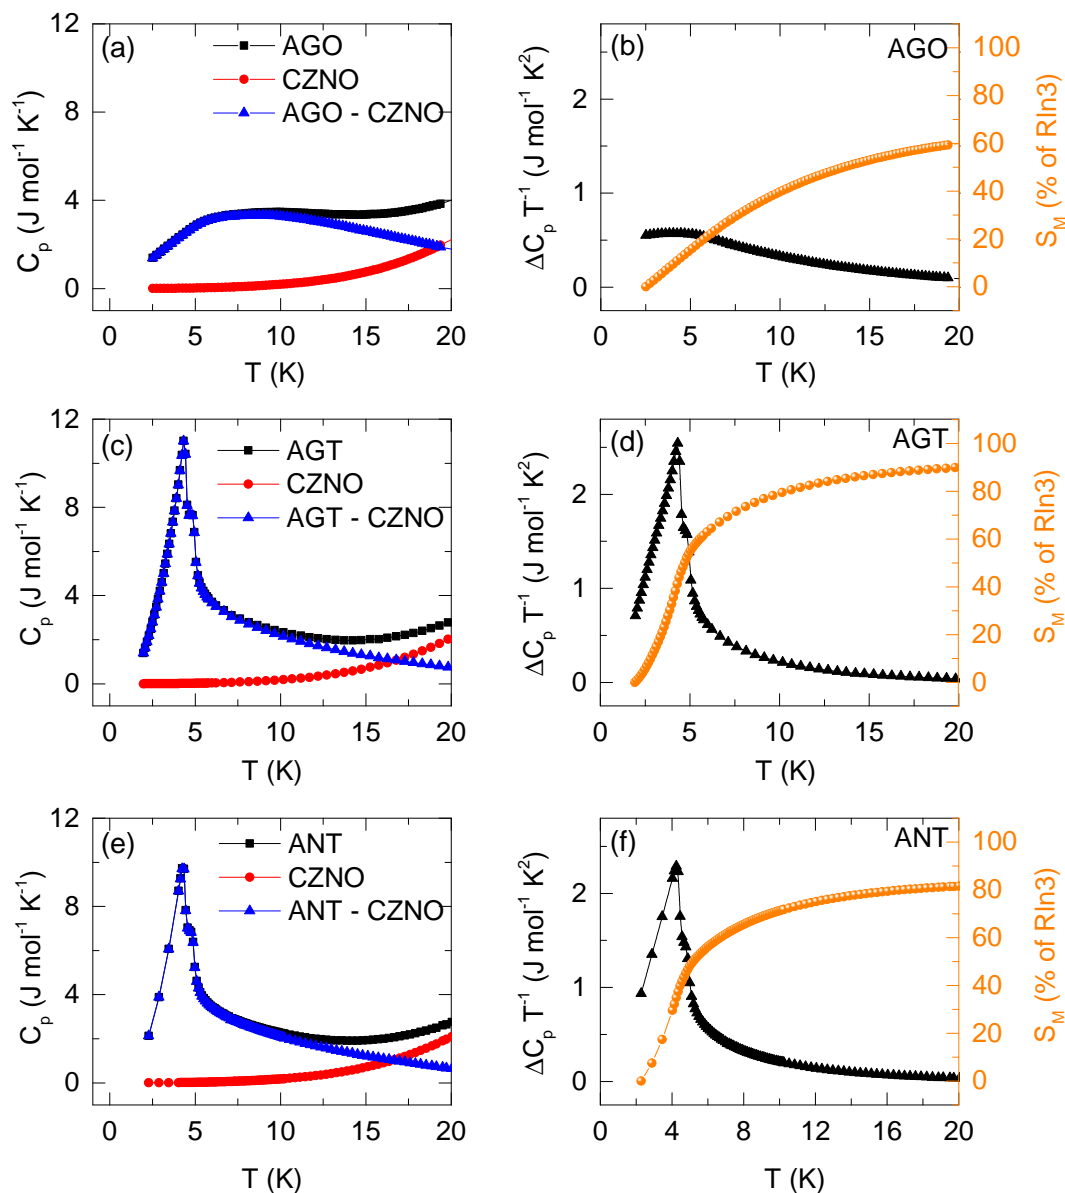 (a)
AGO
CZNO
AGO - CZNO
C_p (J mol⁻¹ K⁻¹)
12
8
4
0
0 5 10 15 20
T (K)
(b)
AGO
ΔC_p T⁻¹ (J mol⁻¹ K²)
2
1
0
0 5 10 15 20
T (K)
100
80
60
40
20
0
S_M (% of Rln3)
(c)
AGT
CZNO
AGT - CZNO
C_p (J mol⁻¹ K⁻¹)
12
8
4
0
0 5 10 15 20
T (K)
(d)
AGT
ΔC_p T⁻¹ (J mol⁻¹ K²)
2
1
0
0 5 10 15 20
T (K)
100
80
60
40
20
0
S_M (% of Rln3)
(e)
ANT
CZNO
ANT - CZNO
C_p (J mol⁻¹ K⁻¹)
12
8
4
0
0 5 10 15 20
T (K)
(f)
ANT
ΔC_p T⁻¹ (J mol⁻¹ K²)
2
1
0
0 4 8 12 16 20
T (K)
100
80
60
40
20
0
S_M (% of Rln3)